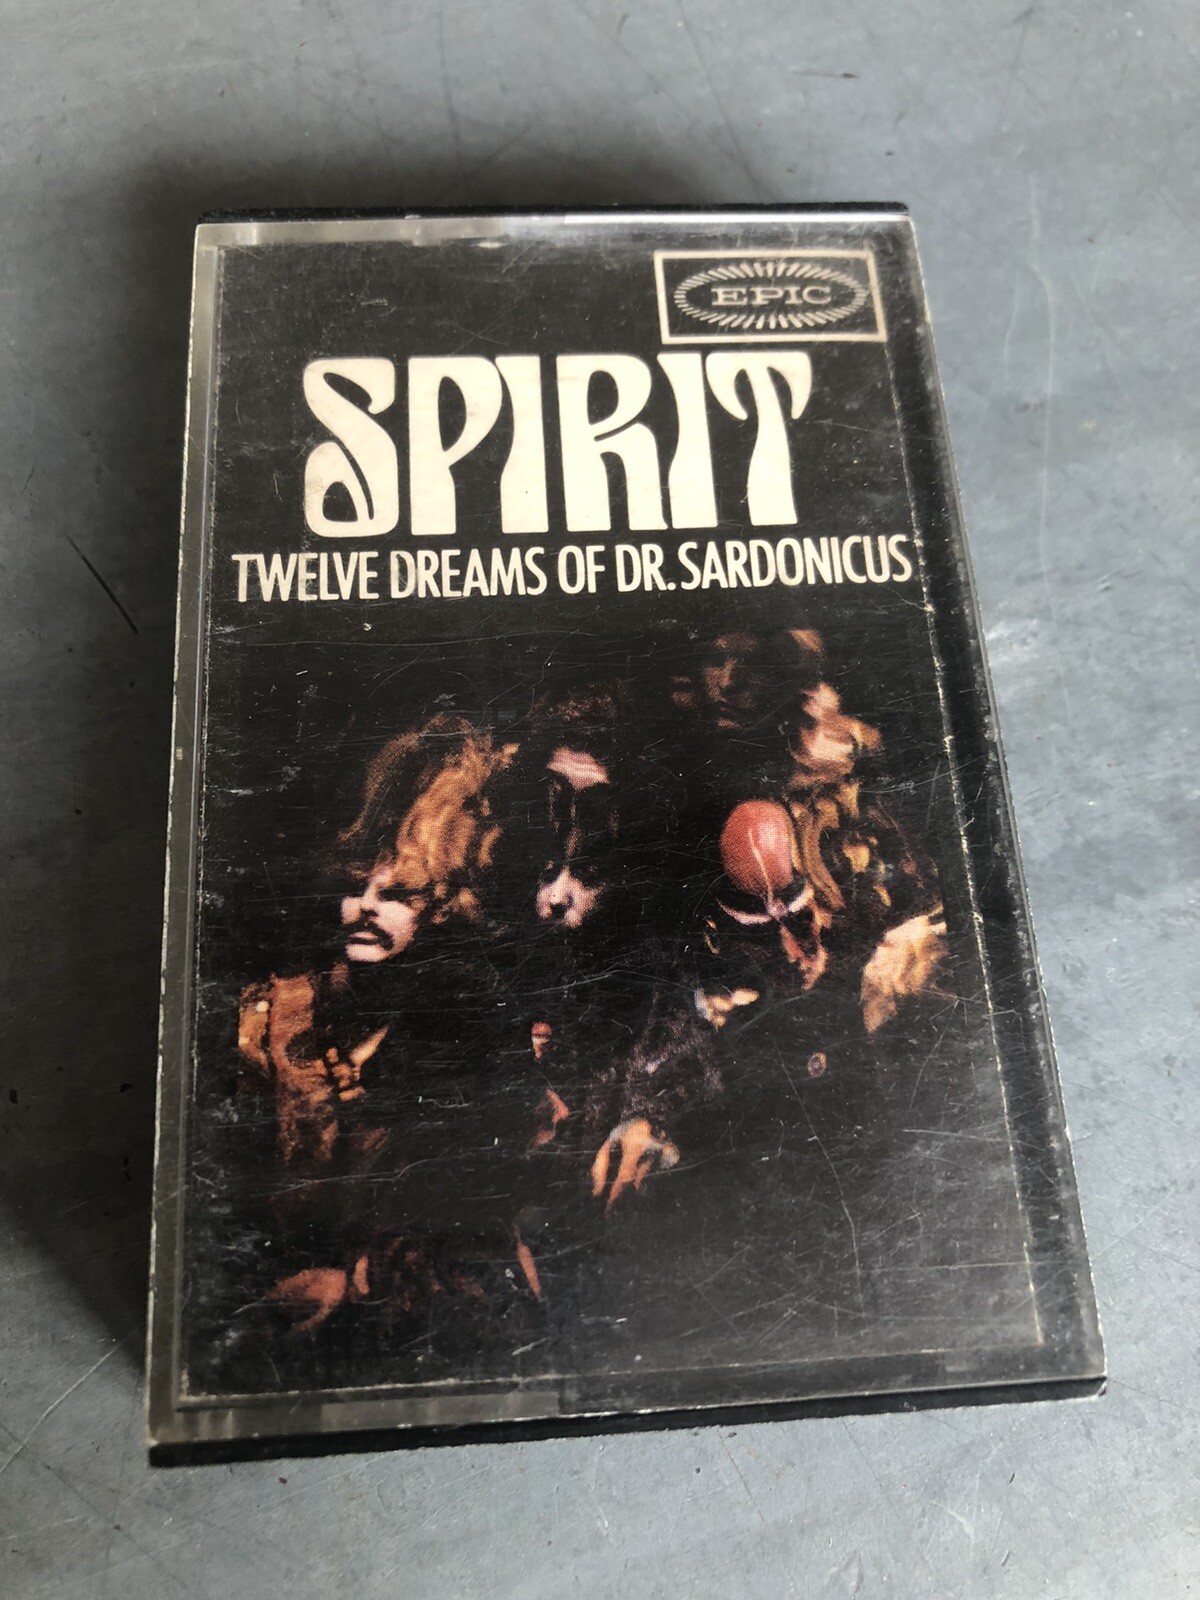 EPIC
SPIRIT
TWELVE DREAMS OF DR. SARDONICUS